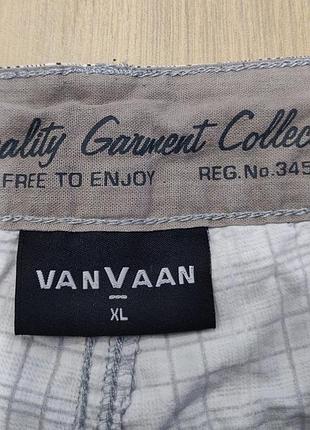 ality Garment Collec
FREE TO ENJOY REG.No.345
VANVAAN
XL